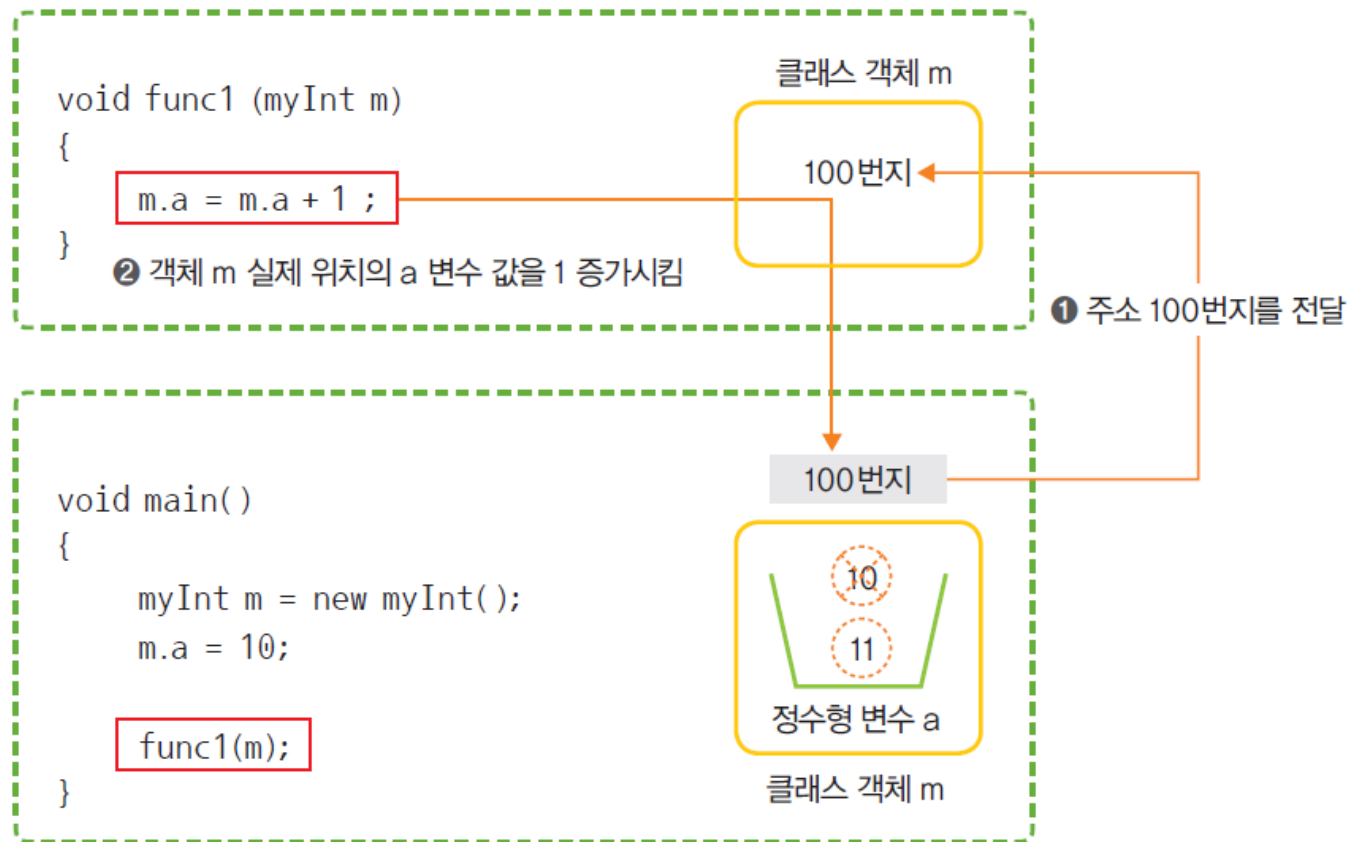 클래스 객체 m
void func1 (myInt m)
{
100번지
m.a = m.a + 1 ;
}
❷ 객체 m 실제 위치의 a 변수 값을 1 증가시킴
❶ 주소 100번지를 전달
100번지
void main()
{
10
myInt m = new myInt();
m.a = 10;
11
정수형 변수 a
func1(m);
클래스 객체 m
}